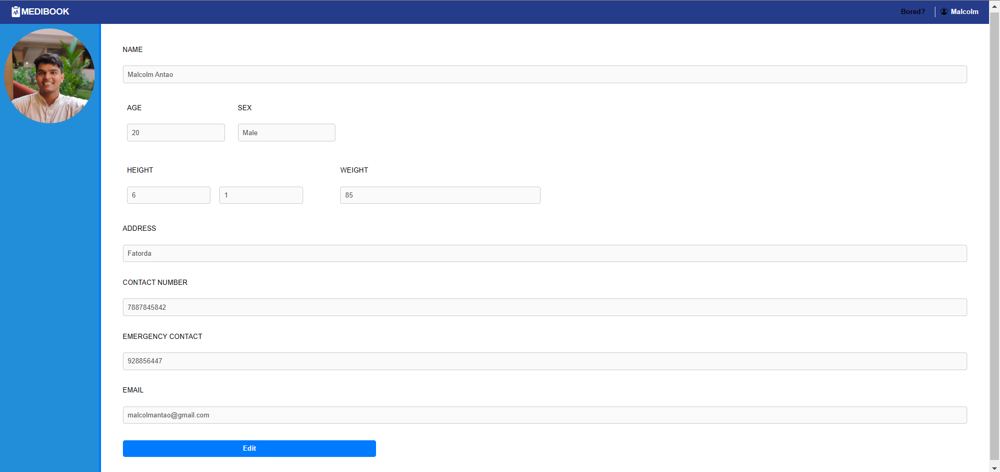 MEDIBOOK
Bored? Malcolm
NAME
Malcolm Antao
AGE SEX
20 Male
HEIGHT WEIGHT
6 1 85
ADDRESS
Fatorda
CONTACT NUMBER
7887845842
EMERGENCY CONTACT
928856447
EMAIL
malcolmantao@gmail.com
Edit